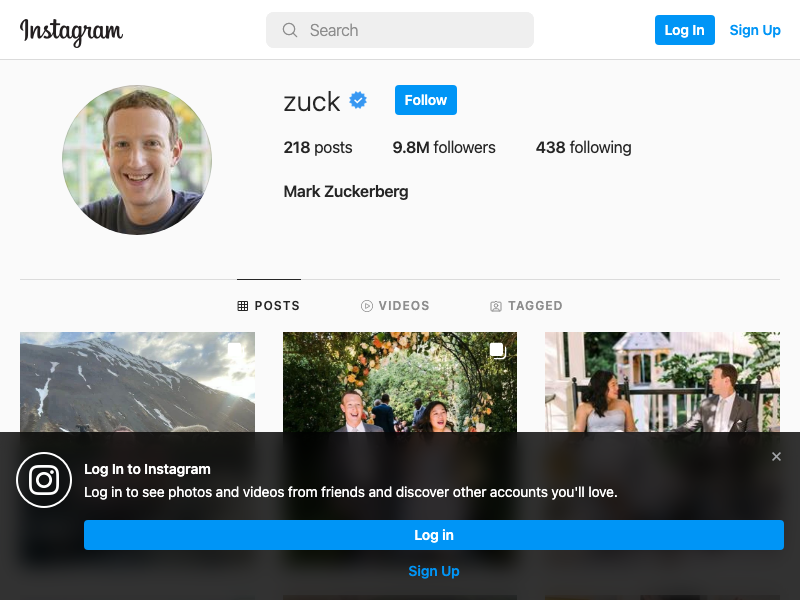 Instagram
Search
Log In
Sign Up
zuck
Follow
218 posts
9.8M followers
438 following
Mark Zuckerberg
POSTS
VIDEOS
TAGGED
Log In to Instagram
Log in to see photos and videos from friends and discover other accounts you'll love.
Log in
Sign Up